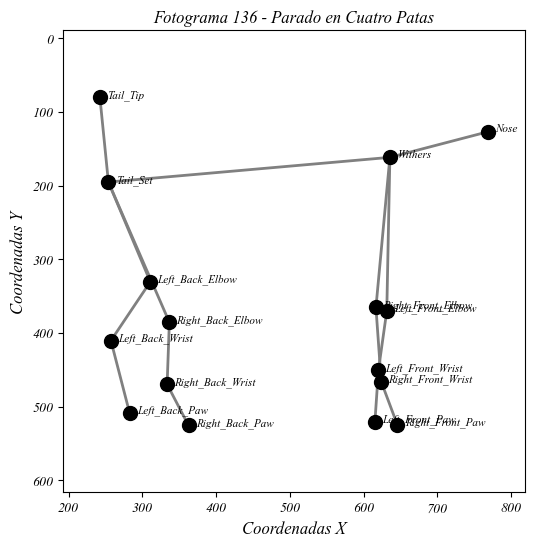 Fotograma 136 - Parado en Cuatro Patas
0
100
200
300
400
500
600
Coordenadas Y
Tail_Tip
Nose
Withers
Tail_Set
Left_Back_Elbow
Right_Front_Elbow
Left_Front_Elbow
Right_Back_Elbow
Left_Back_Wrist
Left_Front_Wrist
Right_Front_Wrist
Right_Back_Wrist
Left_Back_Paw
Left_Front_Paw
Right_Front_Paw
Right_Back_Paw
200 300 400 500 600 700 800
Coordenadas X